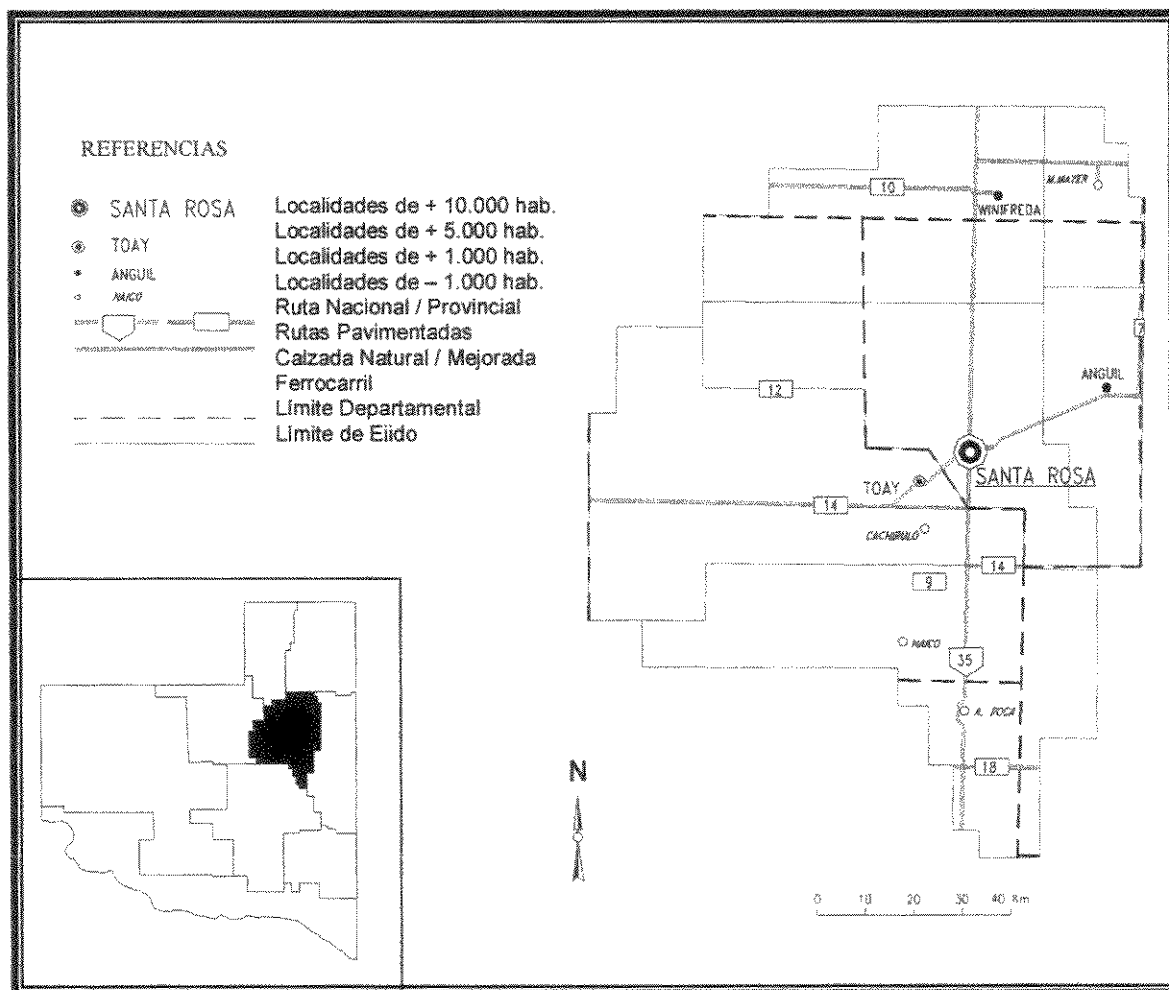 REFERENCIAS
SANTA ROSA
TOAY
ANGUIL
NAICO
Localidades de + 10.000 hab.
Localidades de + 5.000 hab.
Localidades de + 1.000 hab.
Localidades de – 1.000 hab.
Ruta Nacional / Provincial
Rutas Pavimentadas
Calzada Natural / Mejorada
Ferrocarril
Límite Departamental
Límite de Ejido
10
M.MAYER
WINIFREDA
7
ANGUIL
12
SANTA ROSA
TOAY
14
CACHIRULO
14
9
NAICO
35
A. ROCA
18
N
0 10 20 30 40 Km